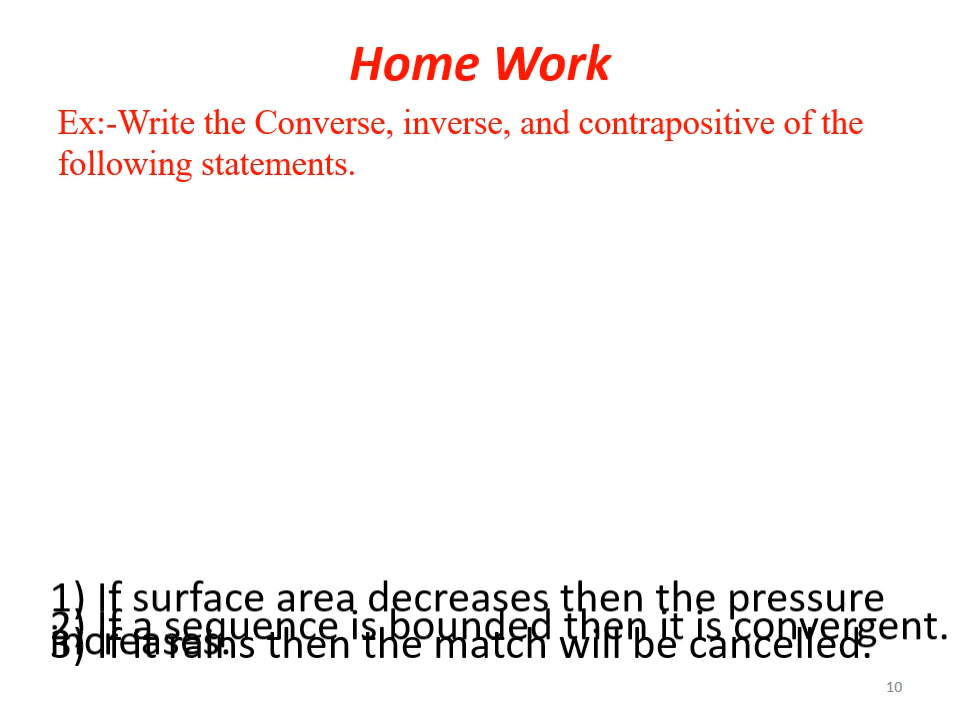 Home Work
Ex:-Write the Converse, inverse, and contrapositive of the
following statements.
1) If surface area decreases then the pressure
increases.
2) If a sequence is bounded then it is convergent.
3) If it rains then the match will be cancelled.
10